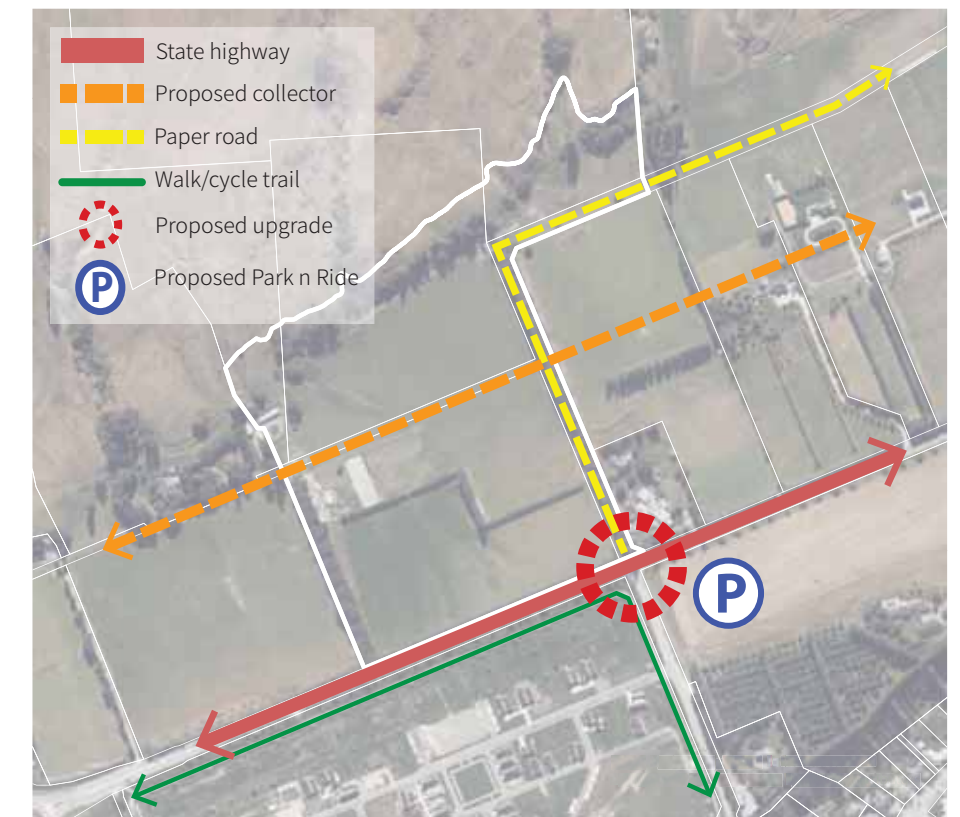 State highway
Proposed collector
Paper road
Walk/cycle trail
Proposed upgrade
P Proposed Park n Ride
P